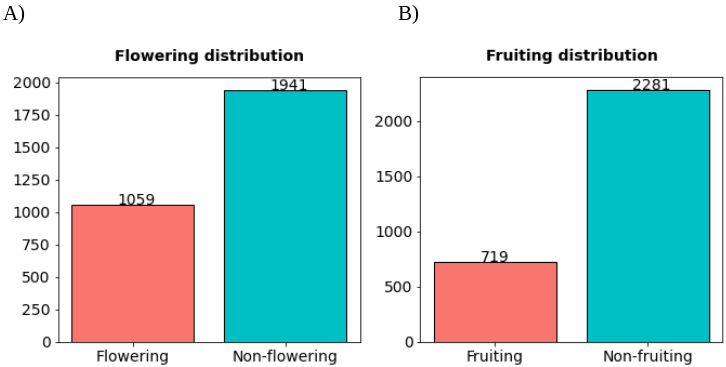 A)
Flowering distribution
2000
1750
1500
1250
1000
750
500
250
0
1941
1059
Flowering
Non-flowering
B)
Fruiting distribution
2000
1500
1000
500
0
2281
719
Fruiting
Non-fruiting